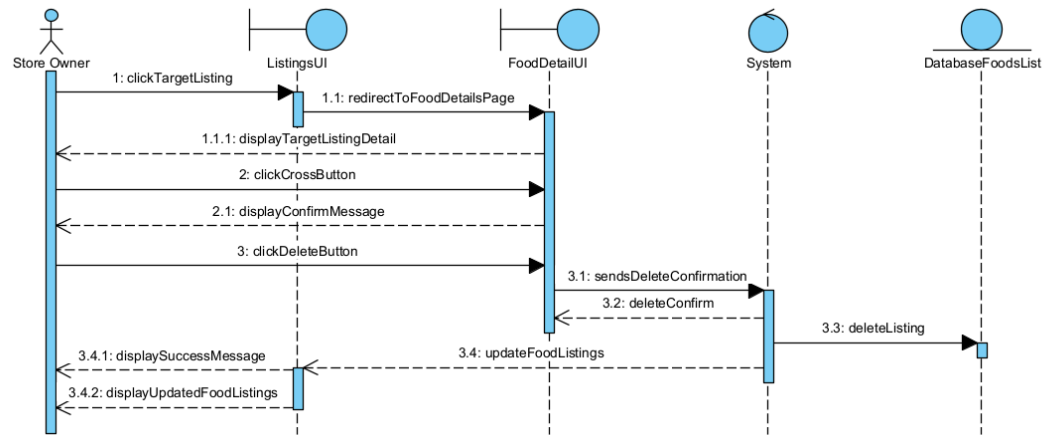 Store Owner
ListingsUI
FoodDetailUI
System
DatabaseFoodsList
1: clickTargetListing
1.1: redirectToFoodDetailsPage
1.1.1: displayTargetListingDetail
2: clickCrossButton
2.1: displayConfirmMessage
3: clickDeleteButton
3.1: sendsDeleteConfirmation
3.2: deleteConfirm
3.3: deleteListing
3.4: updateFoodListings
3.4.1: displaySuccessMessage
3.4.2: displayUpdatedFoodListings